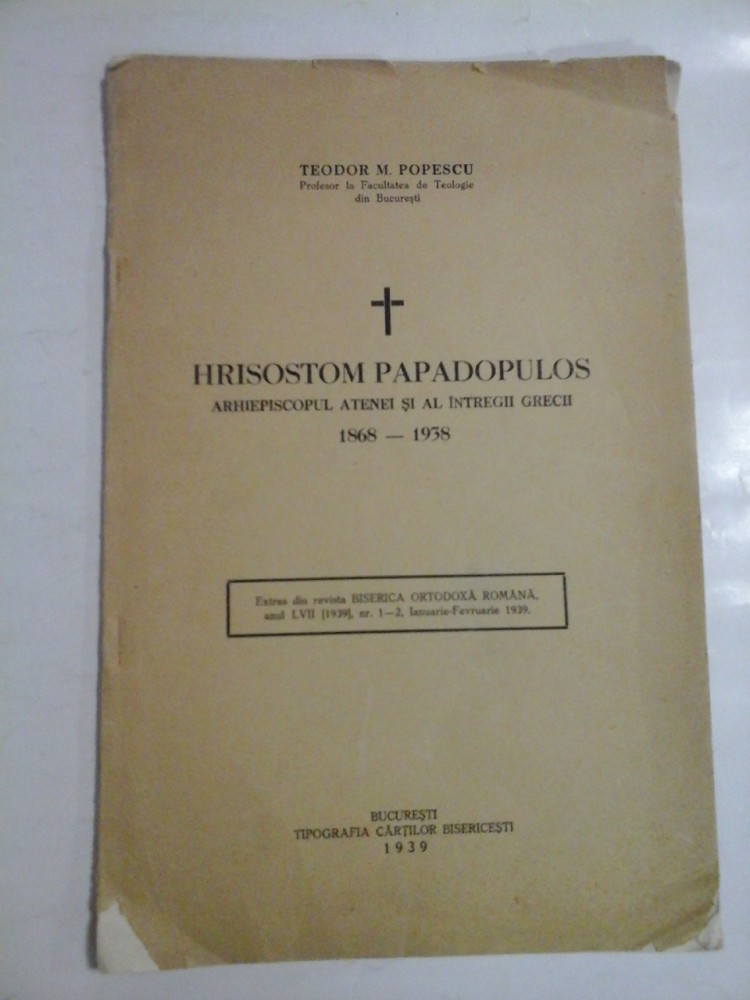 TEODOR M. POPESCU
Profesor la Facultatea de Teologie
din București
HRISOSTOM PAPADOPULOS
ARHIEPISCOPUL ATENEI ȘI AL ÎNTREGII GRECII
1868 — 1938
Extras din revista BISERICA ORTODOXĂ ROMÂNĂ,
anul LVII [1939], nr. 1—2, Ianuarie-Fevruarie 1939.
BUCUREȘTI
TIPOGRAFIA CĂRȚILOR BISERICEȘTI
1939